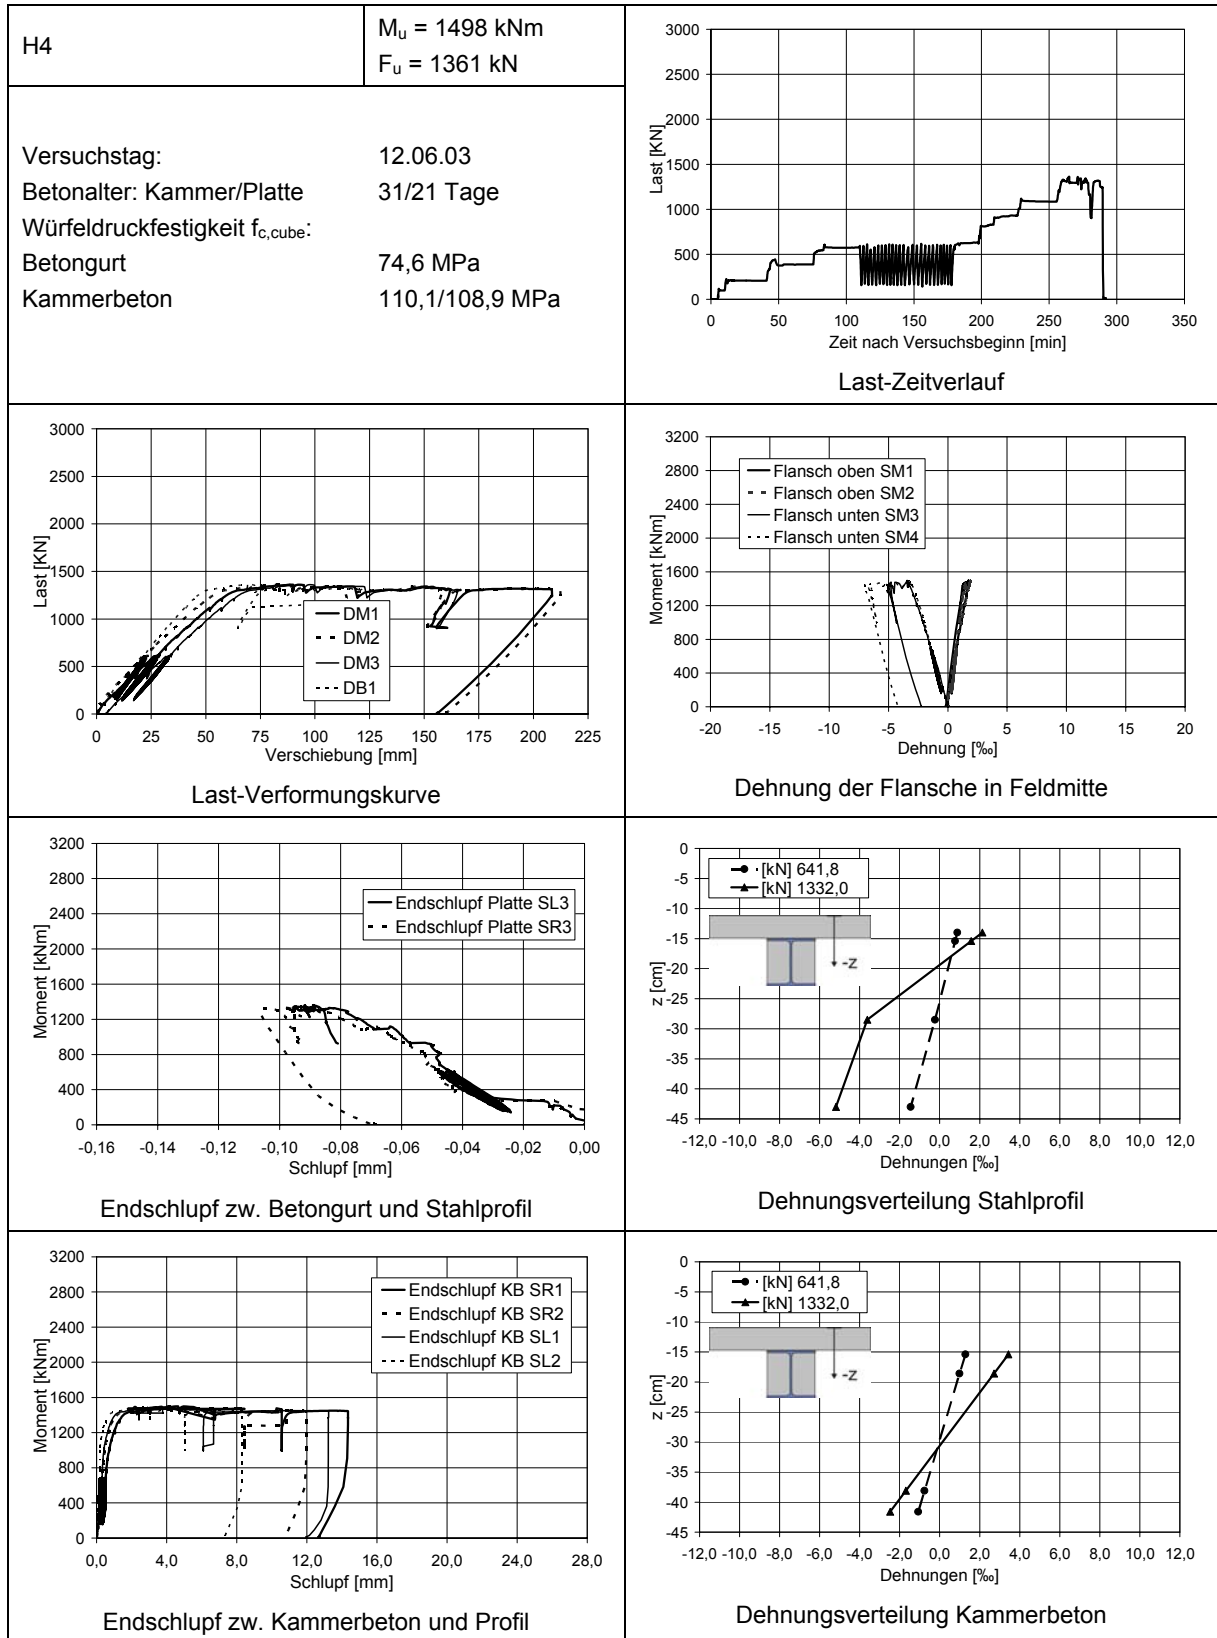 H4
Mu = 1498 kNm
Fu = 1361 kN
Versuchstag: 12.06.03
Betonalter: Kammer/Platte 31/21 Tage
Würfeldruckfestigkeit fc,cube:
Betongurt 74,6 MPa
Kammerbeton 110,1/108,9 MPa
Last [KN]
3000
2500
2000
1500
1000
500
0
0 50 100 150 200 250 300 350
Zeit nach Versuchsbeginn [min]
Last-Zeitverlauf
Last [KN]
3000
2500
2000
1500
1000
500
0
DM1
DM2
DM3
DB1
0 25 50 75 100 125 150 175 200 225
Verschiebung [mm]
Last-Verformungskurve
Moment [kNm]
3200
2800
2400
2000
1600
1200
800
400
0
Flansch oben SM1
Flansch oben SM2
Flansch unten SM3
Flansch unten SM4
-20 -15 -10 -5 0 5 10 15 20
Dehnung [‰]
Dehnung der Flansche in Feldmitte
Moment [kNm]
3200
2800
2400
2000
1600
1200
800
400
0
Endschlupf Platte SL3
Endschlupf Platte SR3
-0,16 -0,14 -0,12 -0,10 -0,08 -0,06 -0,04 -0,02 0,00
Schlupf [mm]
Endschlupf zw. Betongurt und Stahlprofil
z [cm]
0
-5
-10
-15
-20
-25
-30
-35
-40
-45
[kN] 641,8
[kN] 1332,0
-z
-12,0 -10,0 -8,0 -6,0 -4,0 -2,0 0,0 2,0 4,0 6,0 8,0 10,0 12,0
Dehnungen [‰]
Dehnungsverteilung Stahlprofil
Moment [kNm]
3200
2800
2400
2000
1600
1200
800
400
0
Endschlupf KB SR1
Endschlupf KB SR2
Endschlupf KB SL1
Endschlupf KB SL2
0,0 4,0 8,0 12,0 16,0 20,0 24,0 28,0
Schlupf [mm]
Endschlupf zw. Kammerbeton und Profil
z [cm]
0
-5
-10
-15
-20
-25
-30
-35
-40
-45
[kN] 641,8
[kN] 1332,0
-z
-12,0 -10,0 -8,0 -6,0 -4,0 -2,0 0,0 2,0 4,0 6,0 8,0 10,0 12,0
Dehnungen [‰]
Dehnungsverteilung Kammerbeton